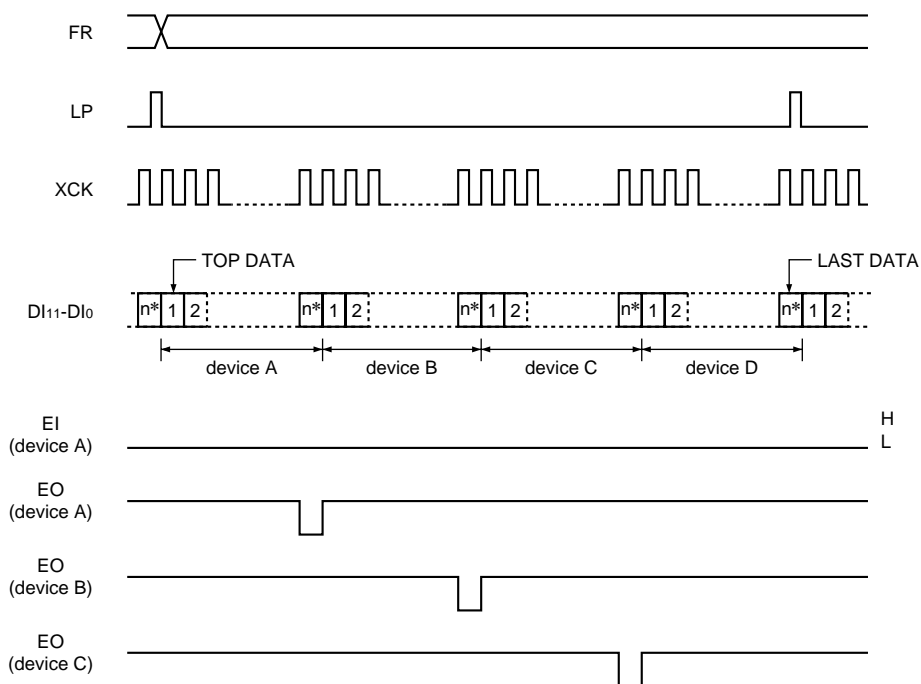 FR
LP
XCK
TOP DATA
LAST DATA
DI11-DI0
n* 1 2 n* 1 2 n* 1 2 n* 1 2 n* 1 2
device A device B device C device D
EI
(device A)
H
L
EO
(device A)
EO
(device B)
EO
(device C)